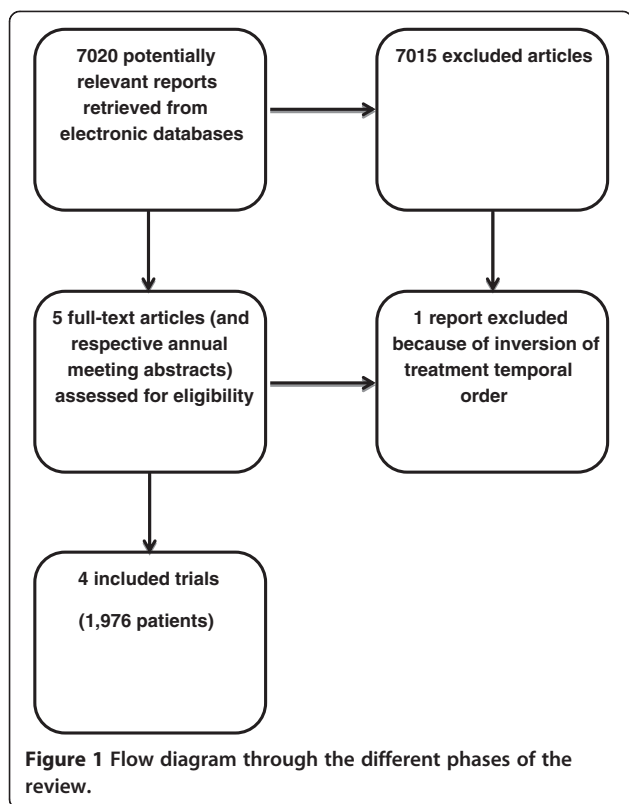 7020 potentially
relevant reports
retrieved from
electronic databases
7015 excluded articles
5 full-text articles (and
respective annual
meeting abstracts)
assessed for eligibility
1 report excluded
because of inversion of
treatment temporal
order
4 included trials
(1,976 patients)
Figure 1 Flow diagram through the different phases of the
review.